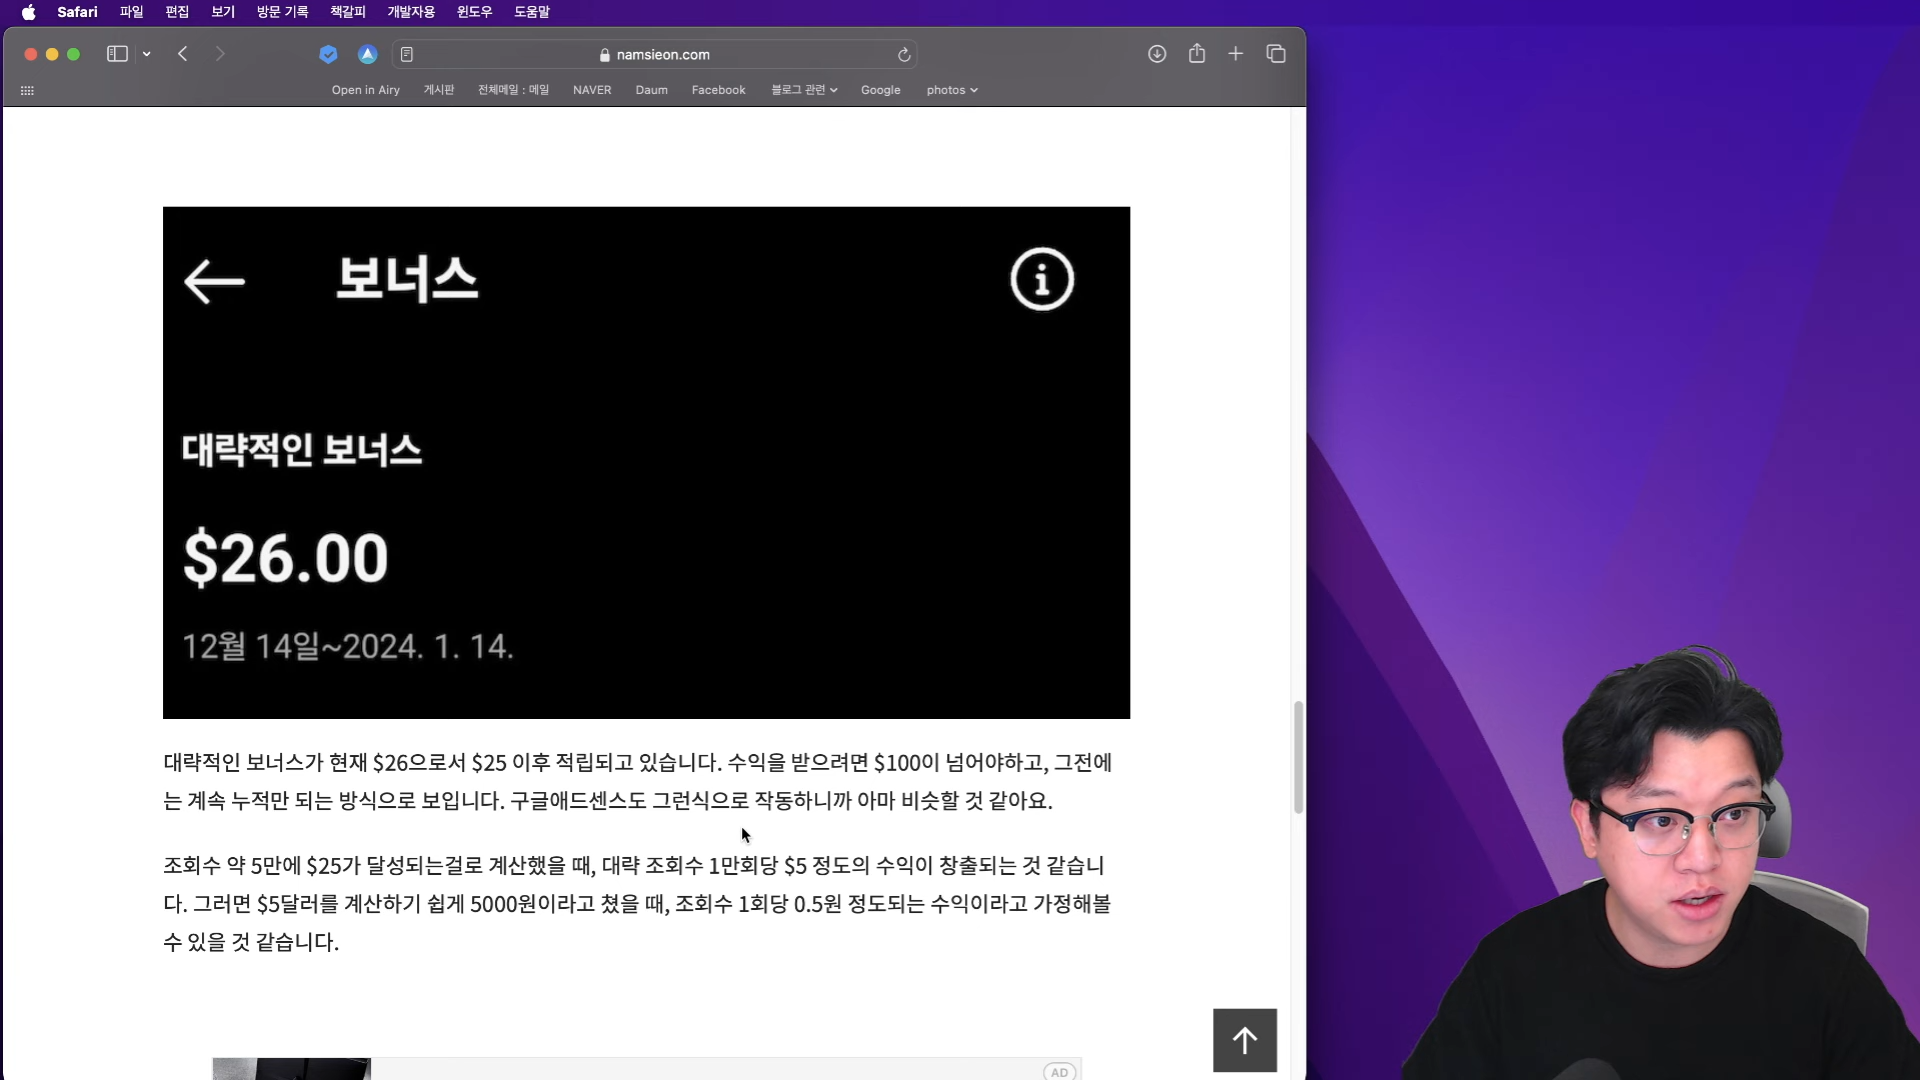 Safari 파일 편집 보기 방문 기록 책갈피 개발자용 윈도우 도움말
namsieon.com
Open in Airy 게시판 전체메일 : 메일 NAVER Daum Facebook 블로그 관련 Google photos
보너스
대략적인 보너스
$26.00
12월 14일~2024. 1. 14.
대략적인 보너스가 현재 $26으로서 $25 이후 적립되고 있습니다. 수익을 받으려면 $100이 넘어야하고, 그전에
는 계속 누적만 되는 방식으로 보입니다. 구글애드센스도 그런식으로 작동하니까 아마 비슷할 것 같아요.
조회수 약 5만에 $25가 달성되는걸로 계산했을 때, 대략 조회수 1만회당 $5 정도의 수익이 창출되는 것 같습니
다. 그러면 $5달러를 계산하기 쉽게 5000원이라고 쳤을 때, 조회수 1회당 0.5원 정도되는 수익이라고 가정해볼
수 있을 것 같습니다.
AD